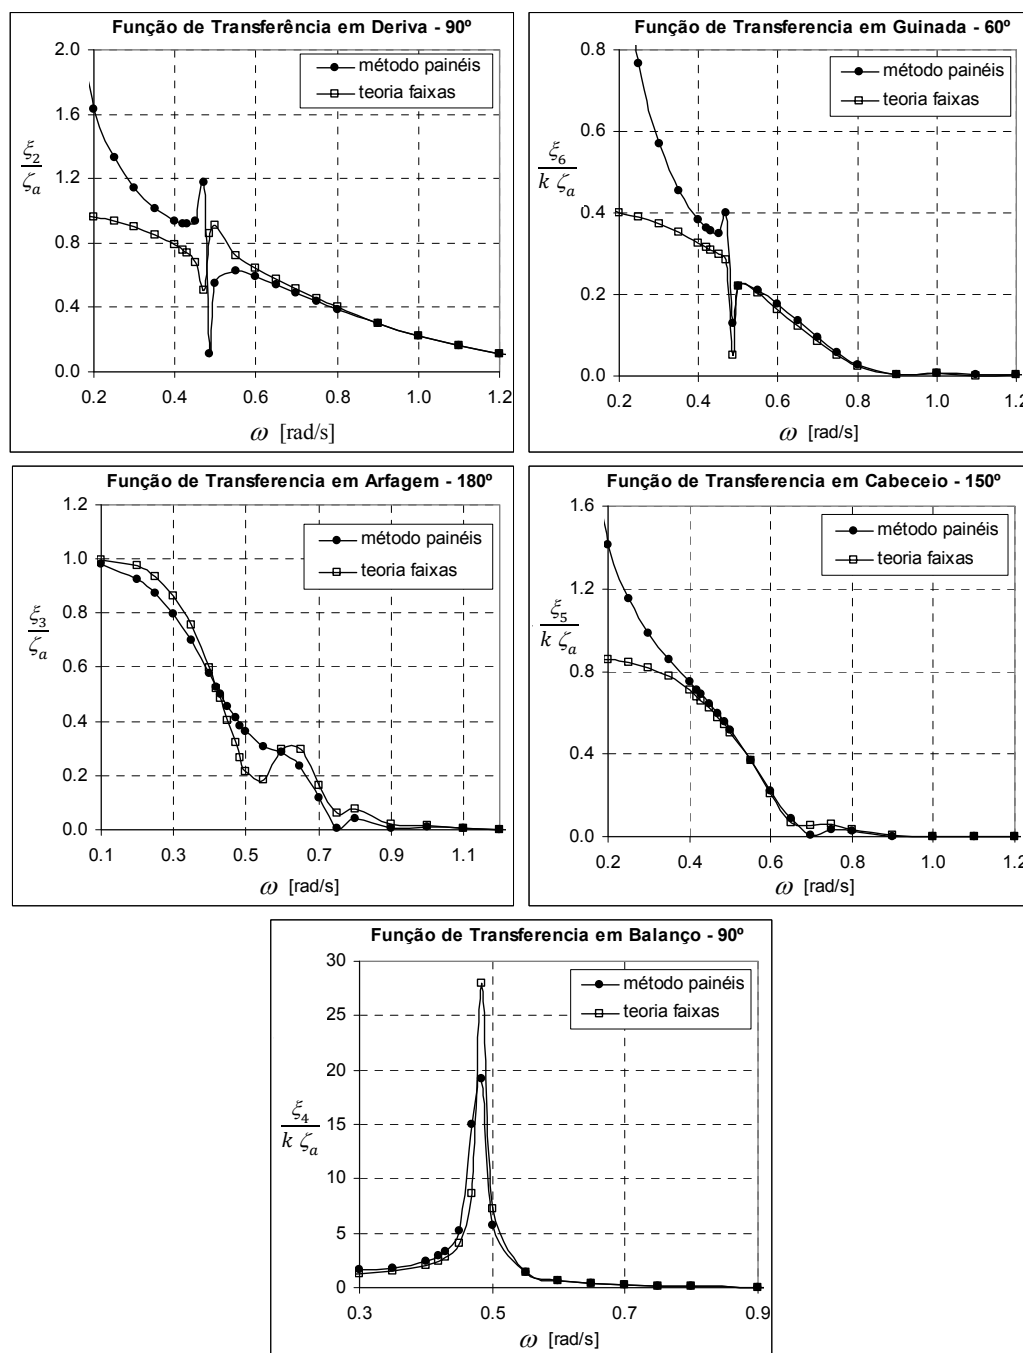 Função de Transferência em Deriva - 90º
método painéis
teoria faixas
2.0
1.6
1.2
0.8
0.4
0.0
ξ₂
ζₐ
0.2 0.4 0.6 0.8 1.0 1.2
ω [rad/s]
Função de Transferencia em Guinada - 60º
método painéis
teoria faixas
0.8
0.6
0.4
0.2
0.0
ξ₆
k ζₐ
0.2 0.4 0.6 0.8 1.0 1.2
ω [rad/s]
Função de Transferencia em Arfagem - 180º
método painéis
teoria faixas
1.2
1.0
0.8
0.6
0.4
0.2
0.0
ξ₃
ζₐ
0.1 0.3 0.5 0.7 0.9 1.1
ω [rad/s]
Função de Transferencia em Cabeceio - 150º
método painéis
teoria faixas
1.6
1.2
0.8
0.4
0.0
ξ₅
k ζₐ
0.2 0.4 0.6 0.8 1.0 1.2
ω [rad/s]
Função de Transferencia em Balanço - 90º
método painéis
teoria faixas
30
25
20
15
10
5
0
ξ₄
k ζₐ
0.3 0.5 0.7 0.9
ω [rad/s]